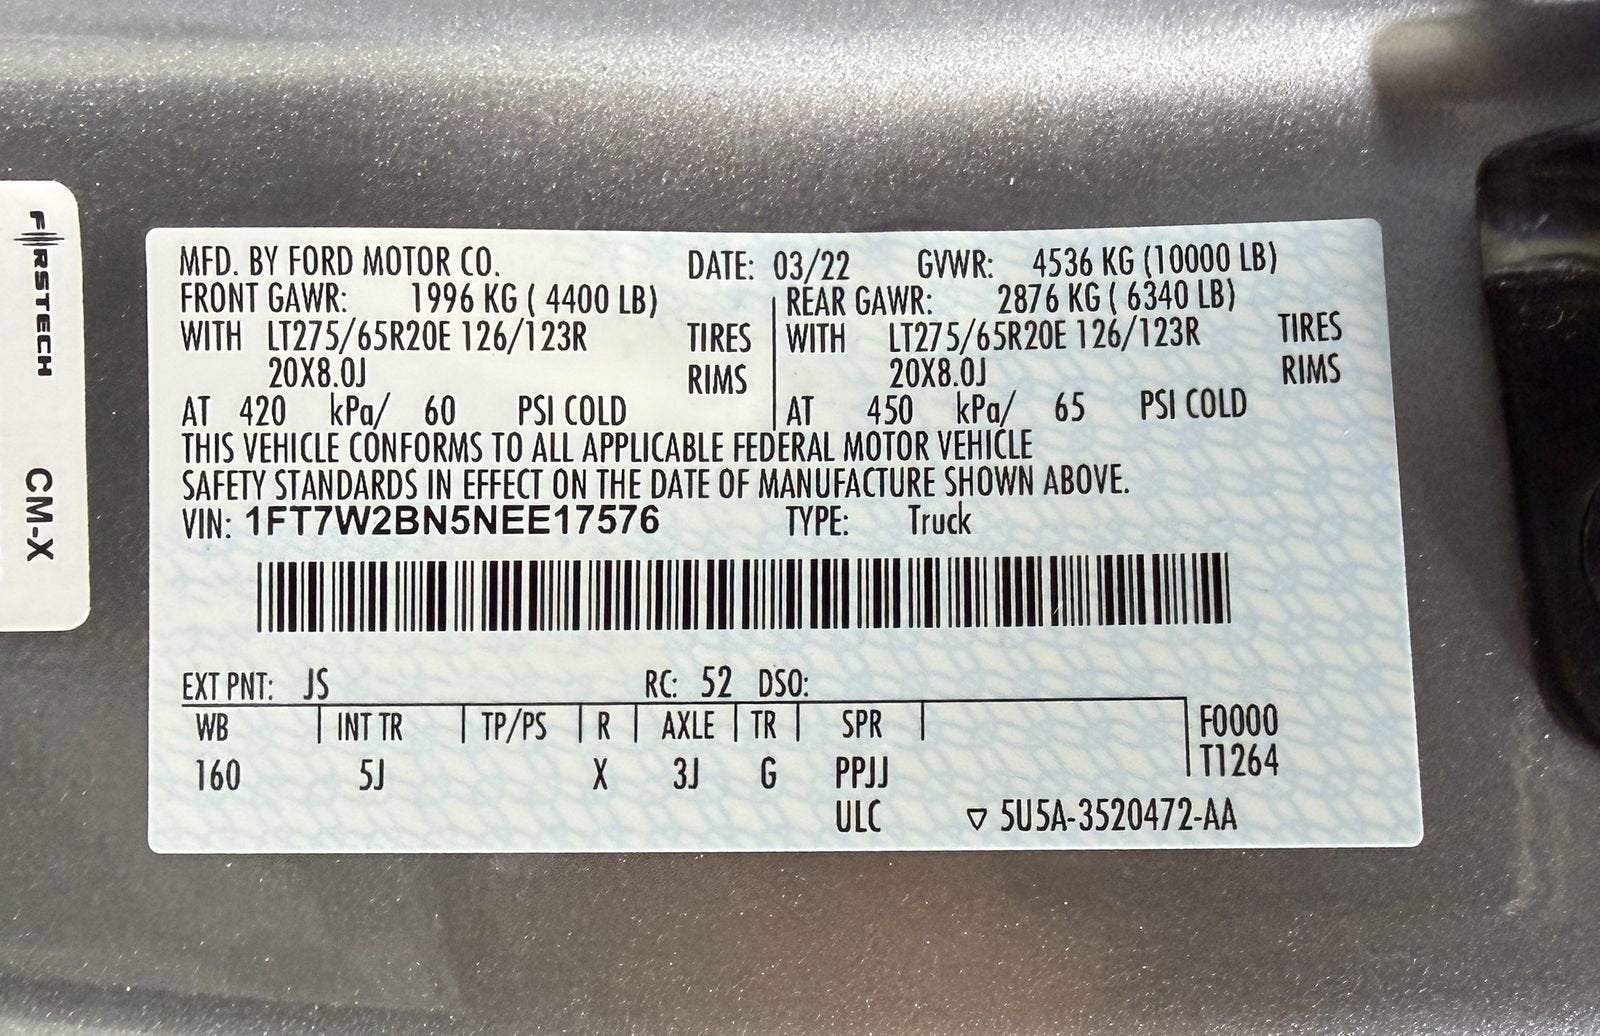 FIRSTECH
CM-X
MFD. BY FORD MOTOR CO. DATE: 03/22 GVWR: 4536 KG (10000 LB)
FRONT GAWR: 1996 KG ( 4400 LB) REAR GAWR: 2876 KG ( 6340 LB)
WITH LT275/65R20E 126/123R TIRES WITH LT275/65R20E 126/123R TIRES
20X8.0J RIMS 20X8.0J RIMS
AT 420 kPa/ 60 PSI COLD AT 450 kPa/ 65 PSI COLD
THIS VEHICLE CONFORMS TO ALL APPLICABLE FEDERAL MOTOR VEHICLE
SAFETY STANDARDS IN EFFECT ON THE DATE OF MANUFACTURE SHOWN ABOVE.
VIN: 1FT7W2BN5NEE17576 TYPE: Truck
EXT PNT: JS RC: 52 DSO:
WB INT TR TP/PS R AXLE TR SPR F0000
160 5J X 3J G PPJJ T1264
ULC ▽ 5U5A-3520472-AA